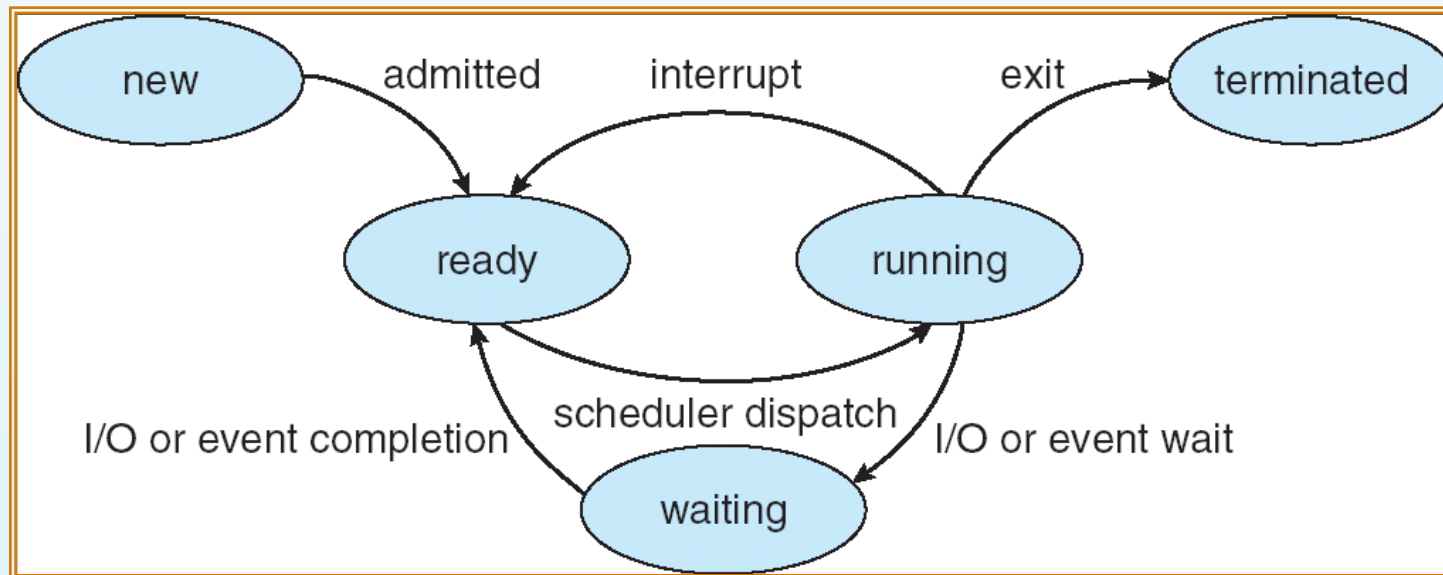 new
admitted
interrupt
exit
terminated
ready
running
scheduler dispatch
I/O or event completion
I/O or event wait
waiting